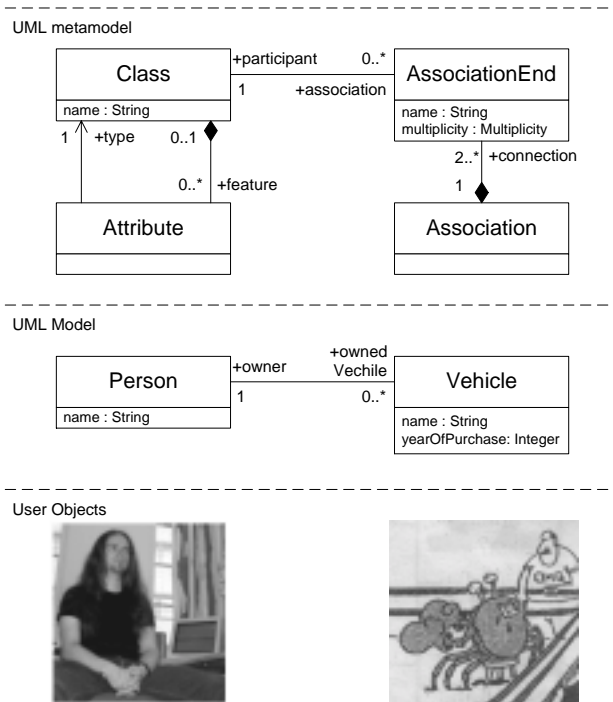 UML metamodel
Class
name : String
+participant
0..*
1
+association
AssociationEnd
name : String
multiplicity : Multiplicity
1
+type
0..1
0..*
+feature
2..*
+connection
1
Attribute
Association
UML Model
Person
name : String
+owner
1
+owned
Vechile
0..*
Vehicle
name : String
yearOfPurchase: Integer
User Objects